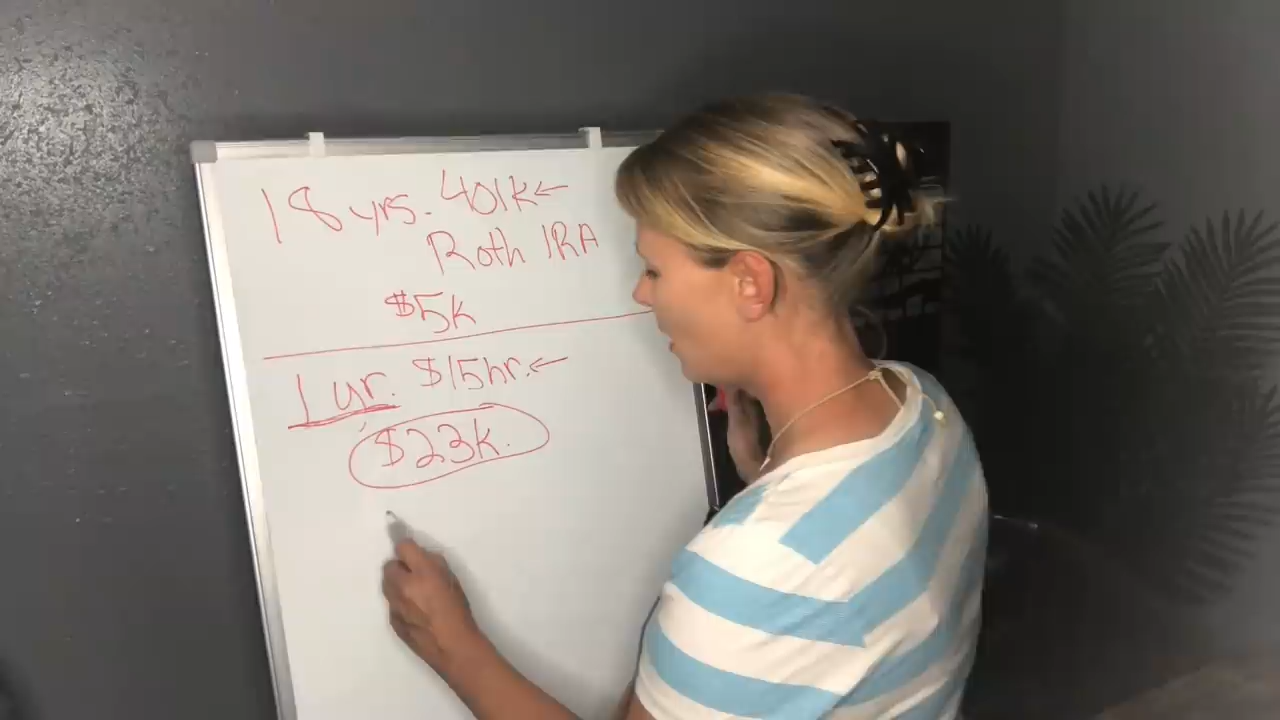 18 yrs. 401k←
Roth IRA
$5k
1 yr. $15hr.←
$23k.